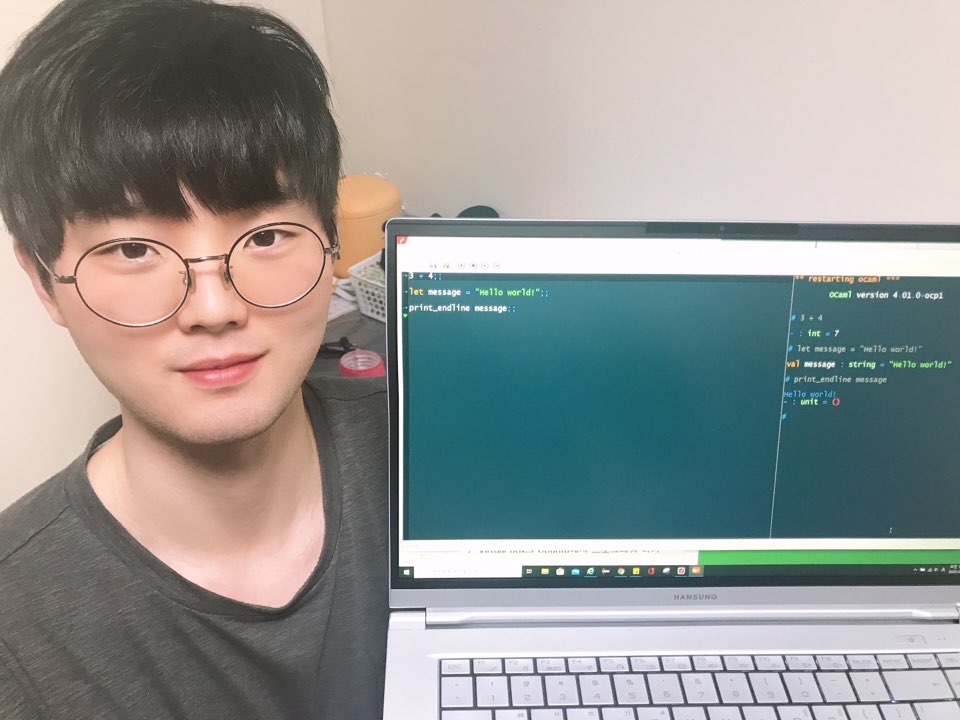 3 + 4;;
let message = "Hello world!";;
print_endline message;;
** restarting ocaml ***
OCaml version 4.01.0+ocp1
# 3 + 4
- : int = 7
# let message = "Hello world!"
val message : string = "Hello world!"
# print_endline message
Hello world!
- : unit = ()
#
HANSUNG